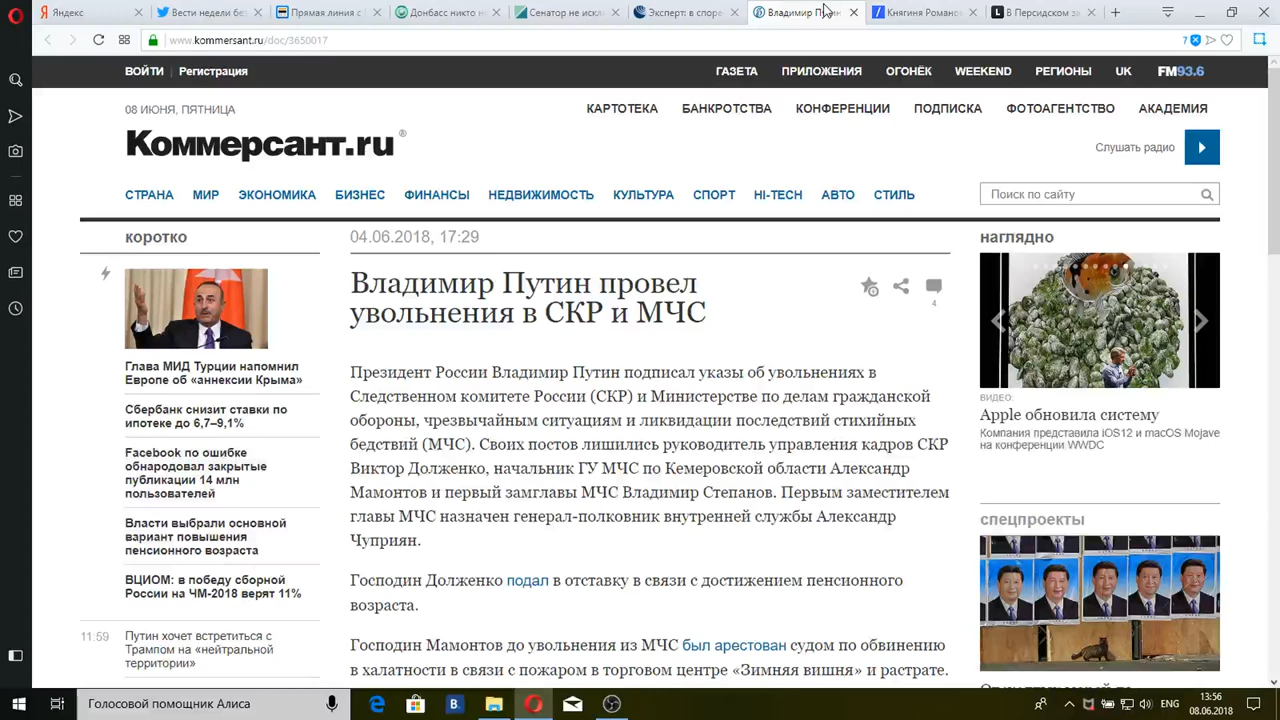 Яндекс
Вести недели без
Прямая линия с
Донбасс никто н
Сенатор не искл
Эксперт: в споре
Владимир Путин
Княгиня Романов
В Персидском за
www.kommersant.ru/doc/3650017
7
ВОЙТИ | Регистрация
ГАЗЕТА ПРИЛОЖЕНИЯ ОГОНЁК WEEKEND РЕГИОНЫ UK FM93.6
08 ИЮНЯ, ПЯТНИЦА
КАРТОТЕКА БАНКРОТСТВА КОНФЕРЕНЦИИ ПОДПИСКА ФОТОАГЕНТСТВО АКАДЕМИЯ
Коммерсант.ru®
Слушать радио
СТРАНА МИР ЭКОНОМИКА БИЗНЕС ФИНАНСЫ НЕДВИЖИМОСТЬ КУЛЬТУРА СПОРТ HI-TECH АВТО СТИЛЬ
Поиск по сайту
коротко
Глава МИД Турции напомнил
Европе об «аннексии Крыма»
Сбербанк снизит ставки по
ипотеке до 6,7–9,1%
Facebook по ошибке
обнародовал закрытые
публикации 14 млн
пользователей
Власти выбрали основной
вариант повышения
пенсионного возраста
ВЦИОМ: в победу сборной
России на ЧМ-2018 верят 11%
11:59 Путин хочет встретиться с
Трампом на «нейтральной
территории»
04.06.2018, 17:29
Владимир Путин провел
увольнения в СКР и МЧС
4
Президент России Владимир Путин подписал указы об увольнениях в
Следственном комитете России (СКР) и Министерстве по делам гражданской
обороны, чрезвычайным ситуациям и ликвидации последствий стихийных
бедствий (МЧС). Своих постов лишились руководитель управления кадров СКР
Виктор Долженко, начальник ГУ МЧС по Кемеровской области Александр
Мамонтов и первый замглавы МЧС Владимир Степанов. Первым заместителем
главы МЧС назначен генерал-полковник внутренней службы Александр
Чуприян.
Господин Долженко подал в отставку в связи с достижением пенсионного
возраста.
Господин Мамонтов до увольнения из МЧС был арестован судом по обвинению
в халатности в связи с пожаром в торговом центре «Зимняя вишня» и растрате.
наглядно
ВИДЕО:
Apple обновила систему
Компания представила iOS12 и macOS Mojave
на конференции WWDC
спецпроекты
Голосовой помощник Алиса
ENG
13:56
08.06.2018